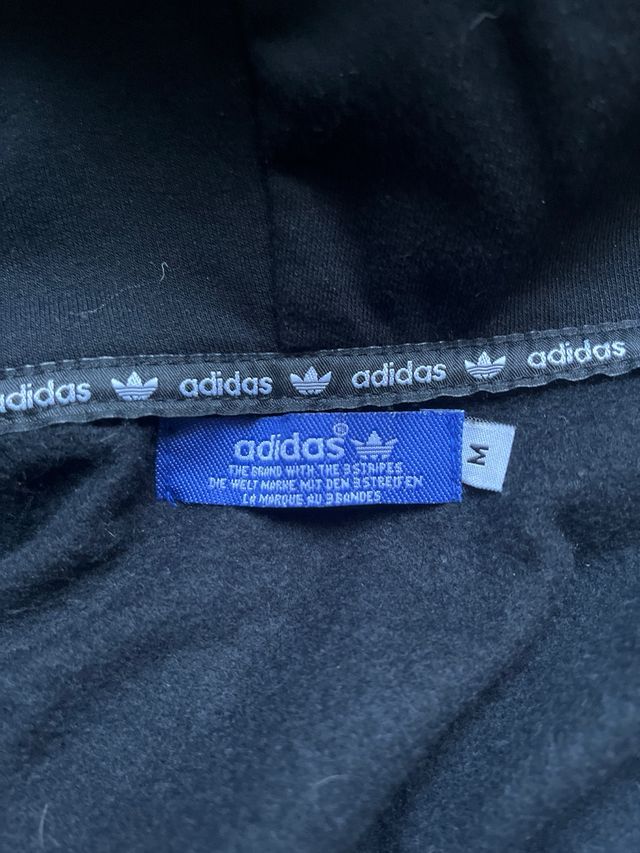 adidas adidas adidas adidas
adidas®
THE BRAND WITH THE 3 STRIPES
DIE WELT MARKE MIT DEN 3 STREIFEN
LA MARQUE AU 3 BANDES
M